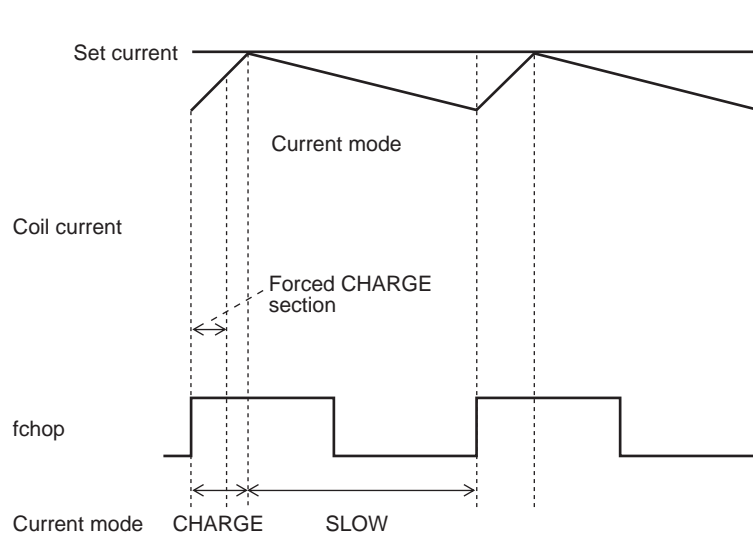 Set current
Current mode
Coil current
Forced CHARGE
section
fchop
Current mode CHARGE SLOW